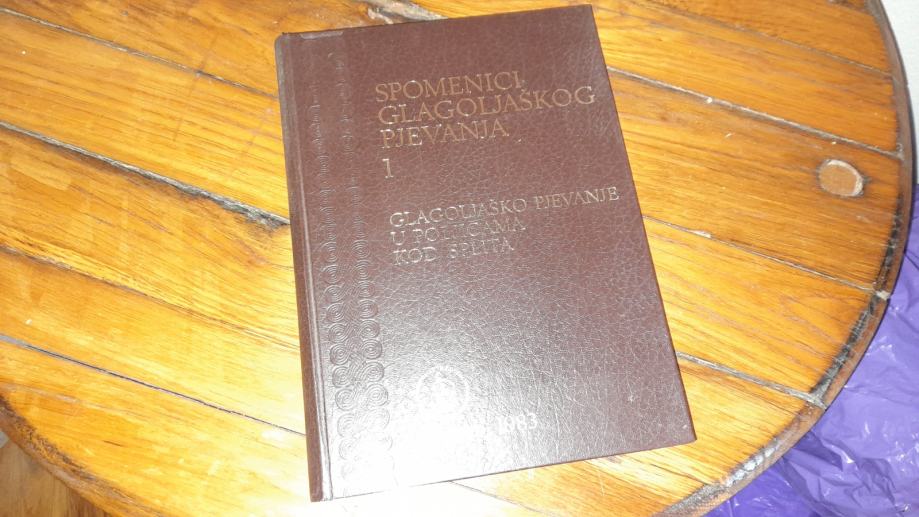 SPOMENICI
GLAGOLJAŠKOG
PJEVANJA
1
GLAGOLJAŠKO PJEVANJE
U POLJICAMA
KOD SPLITA
1983